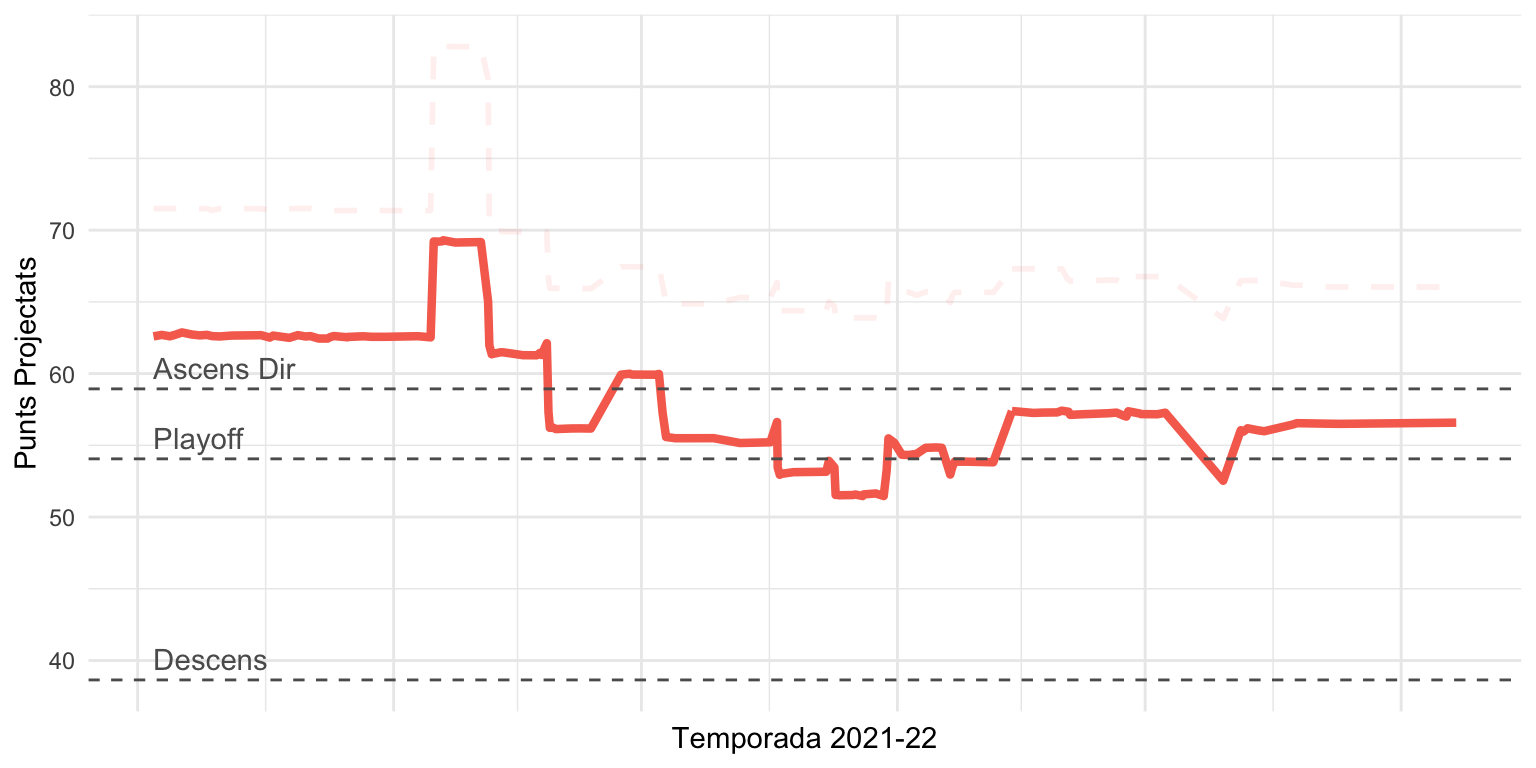 80
70
60
50
40
Punts Projectats
Ascens Dir
Playoff
Descens
Temporada 2021-22